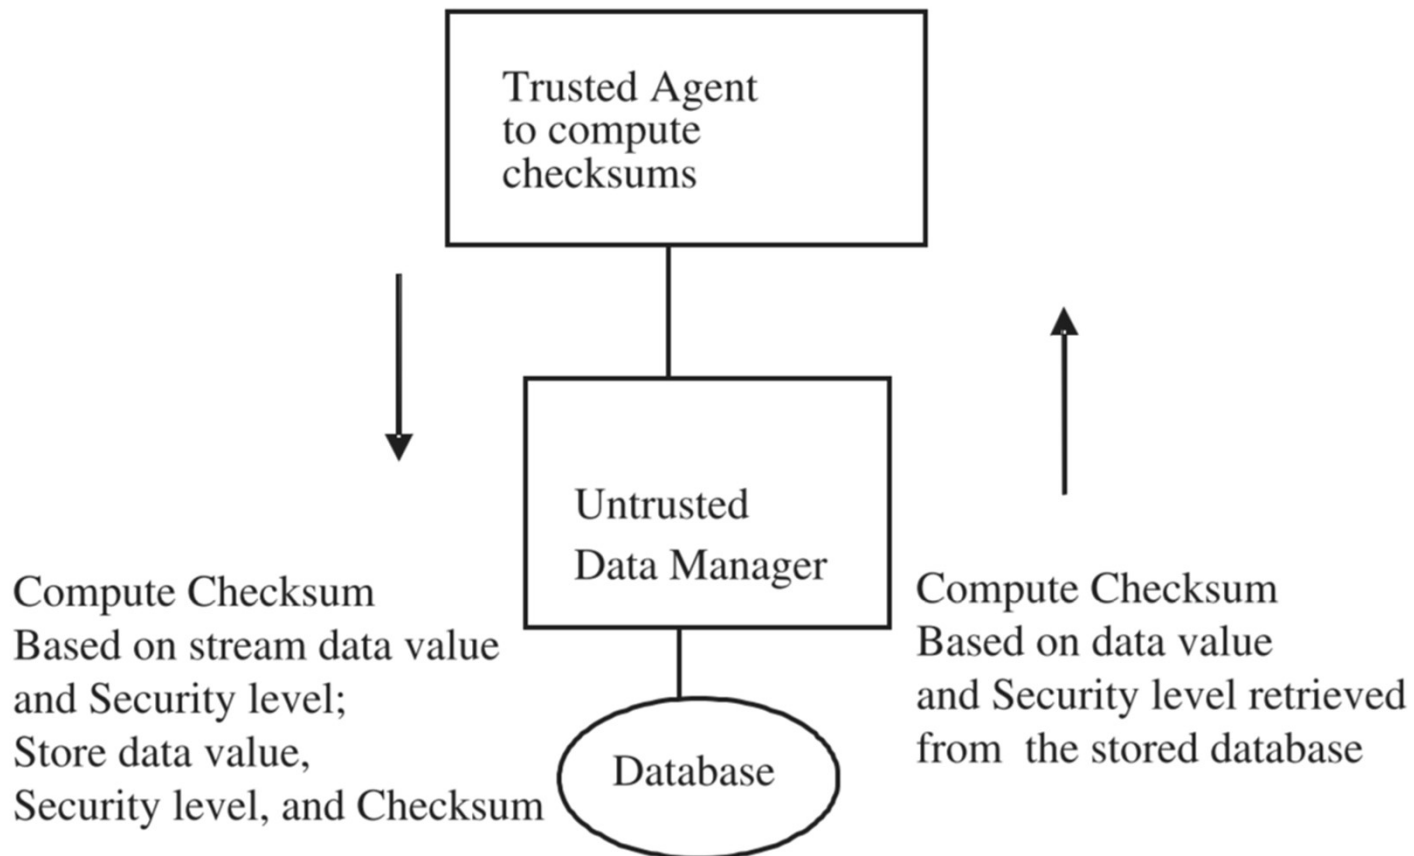 Trusted Agent
to compute
checksums
Untrusted
Data Manager
Compute Checksum
Based on stream data value
and Security level;
Store data value,
Security level, and Checksum
Compute Checksum
Based on data value
and Security level retrieved
from the stored database
Database